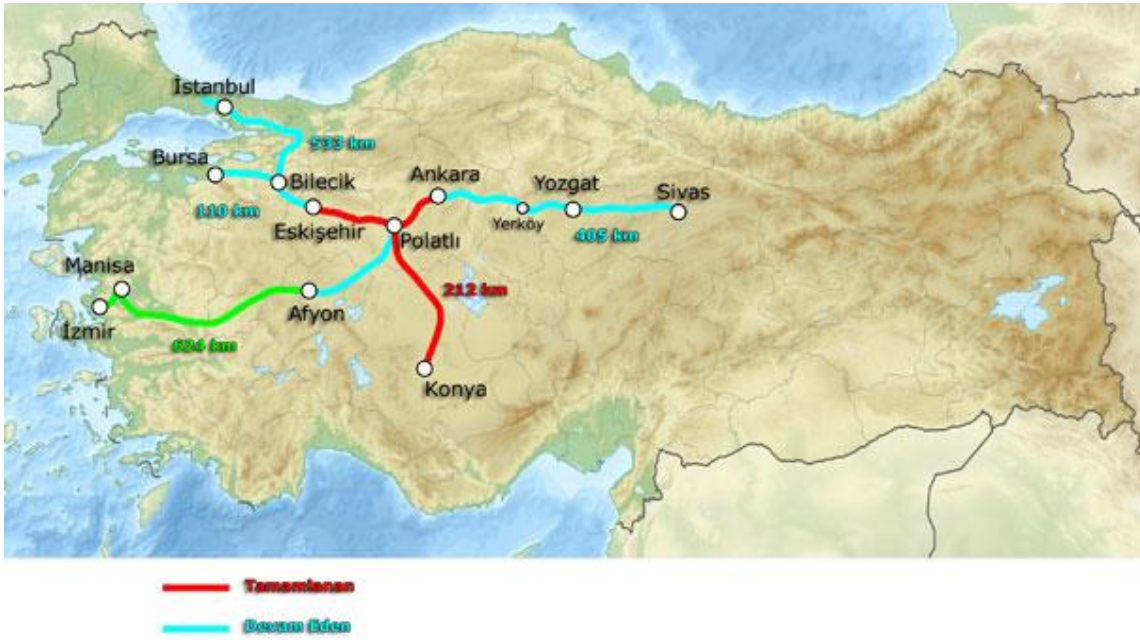 İstanbul
533 km
Bursa
Bilecik
Ankara
Yozgat
Sivas
110 km
Eskişehir
Polatlı
Yerköy
405 km
Manisa
212 km
İzmir
Afyon
624 km
Konya
Tamamlanan
Devam Eden